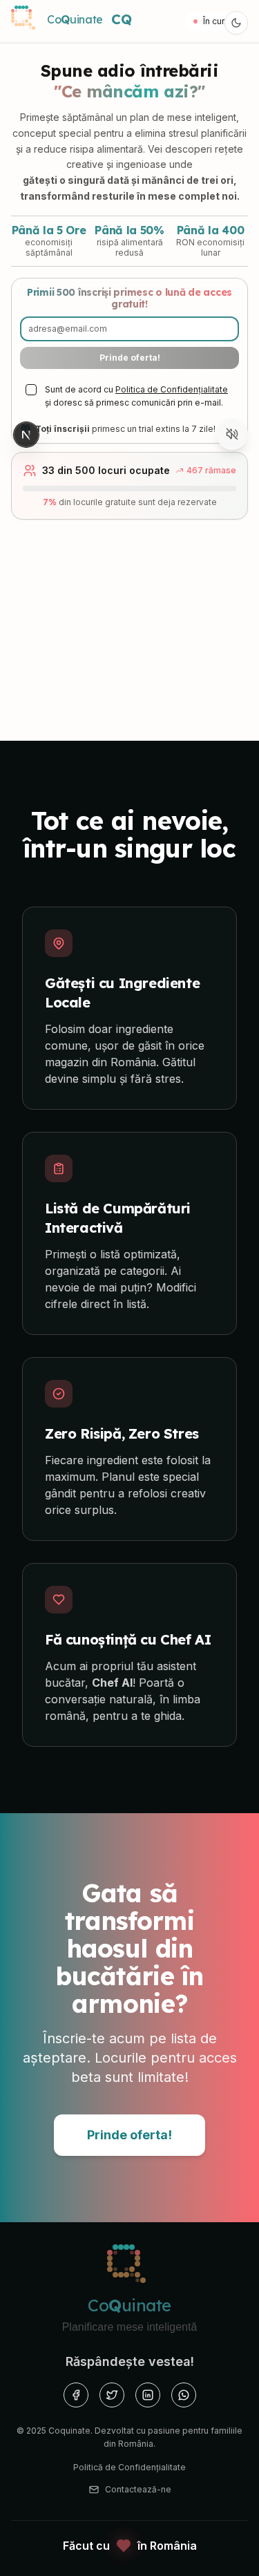 CoQuinate CQ
În cur
Spune adio întrebării
"Ce mâncăm azi?"
Primește săptămânal un plan de mese inteligent,
conceput special pentru a elimina stresul planificării
și a reduce risipa alimentară. Vei descoperi rețete
creative și ingenioase unde
gătești o singură dată și mănânci de trei ori,
transformând resturile în mese complet noi.
Până la 5 Ore
economisiți
săptămânal
Până la 50%
risipă alimentară
redusă
Până la 400
RON economisiți
lunar
Primii 500 înscriși primesc o lună de acces
gratuit!
adresa@email.com
Prinde oferta!
Sunt de acord cu Politica de Confidențialitate
și doresc să primesc comunicări prin e-mail.
Toți înscrișii primesc un trial extins la 7 zile!
N
33 din 500 locuri ocupate
467 rămase
7% din locurile gratuite sunt deja rezervate
Tot ce ai nevoie,
într-un singur loc
Gătești cu Ingrediente
Locale
Folosim doar ingrediente
comune, ușor de găsit în orice
magazin din România. Gătitul
devine simplu și fără stres.
Listă de Cumpărături
Interactivă
Primești o listă optimizată,
organizată pe categorii. Ai
nevoie de mai puțin? Modifici
cifrele direct în listă.
Zero Risipă, Zero Stres
Fiecare ingredient este folosit la
maximum. Planul este special
gândit pentru a refolosi creativ
orice surplus.
Fă cunoștință cu Chef AI
Acum ai propriul tău asistent
bucătar, Chef AI! Poartă o
conversație naturală, în limba
română, pentru a te ghida.
Gata să
transformi
haosul din
bucătărie în
armonie?
Înscrie-te acum pe lista de
așteptare. Locurile pentru acces
beta sunt limitate!
Prinde oferta!
CoQuinate
Planificare mese inteligentă
Răspândește vestea!
© 2025 Coquinate. Dezvoltat cu pasiune pentru familiile
din România.
Politică de Confidențialitate
Contactează-ne
Făcut cu în România